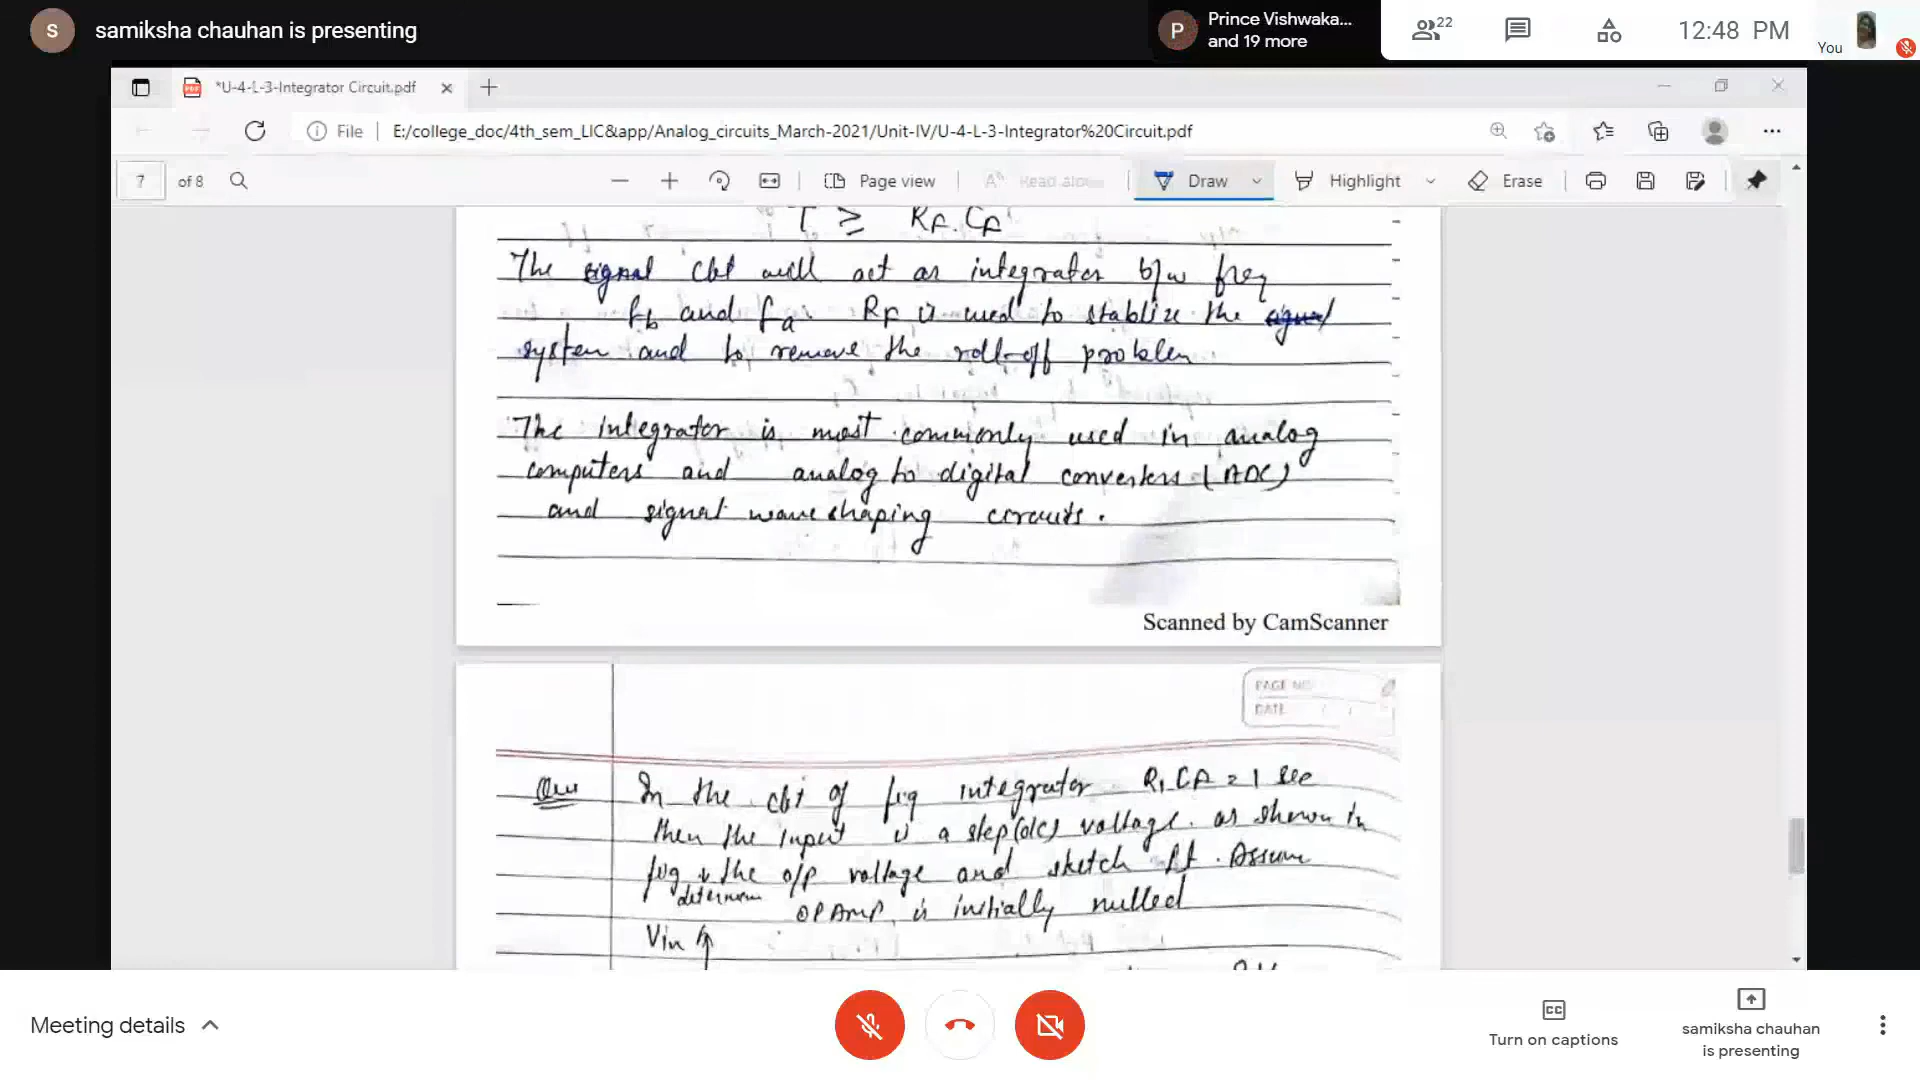 S samiksha chauhan is presenting
P Prince Vishwaka...
and 19 more
22
12:48 PM
You
*U-4-L-3-Integrator Circuit.pdf
File E:/college_doc/4th_sem_LIC&app/Analog_circuits_March-2021/Unit-IV/U-4-L-3-Integrator%20Circuit.pdf
7 of 8 Page view Read aloud Draw Highlight Erase
T ≥ RF.CF
The ckt will act as integrator b/w freq
fb and fa. RF is used to stablize the
system and to remove the roll-off problem.
The integrator is most commonly used in analog
computers and analog to digital converters (ADC)
and signal wave shaping circuits.
Scanned by CamScanner
PAGE NO
DATE
Que In the ckt of fig integrator R1CF = 1 sec
then the input is a step(dc) voltage. as shown in
fig & the o/p voltage and sketch it. Assume
determine OPAMP is initially nulled
Vin
Meeting details
Turn on captions
samiksha chauhan
is presenting